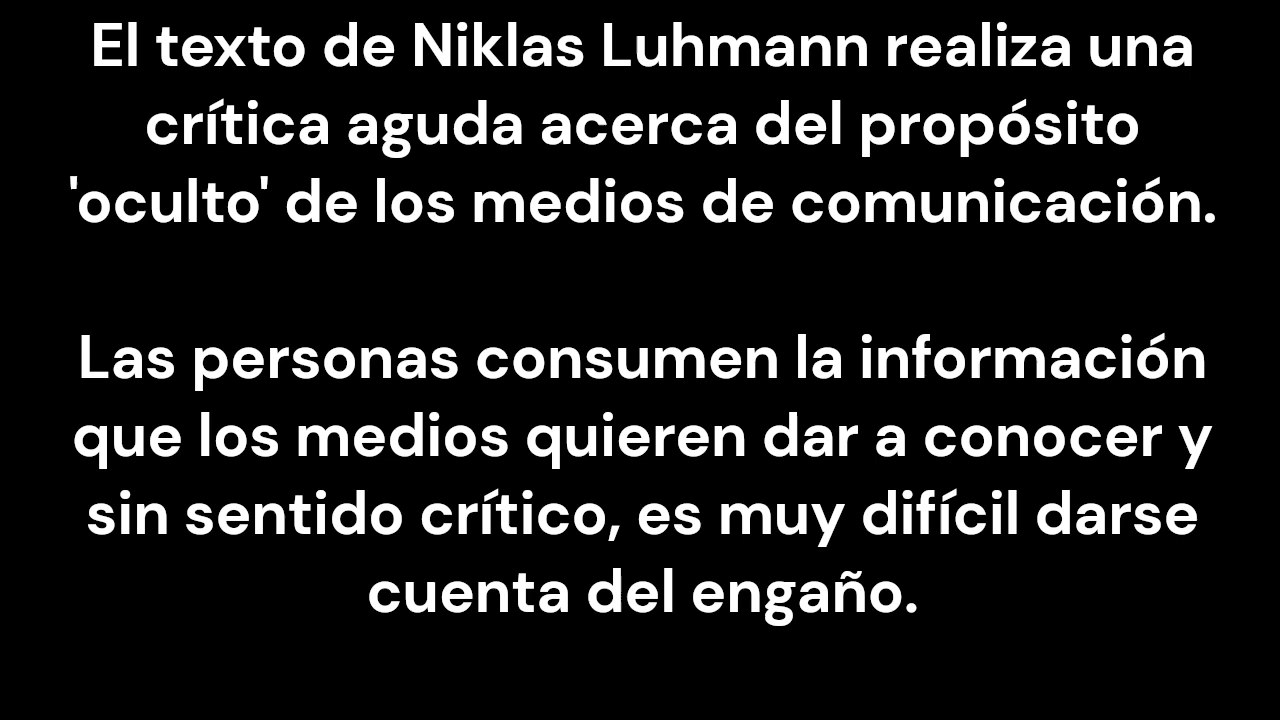 El texto de Niklas Luhmann realiza una
crítica aguda acerca del propósito
'oculto' de los medios de comunicación.
Las personas consumen la información
que los medios quieren dar a conocer y
sin sentido crítico, es muy difícil darse
cuenta del engaño.